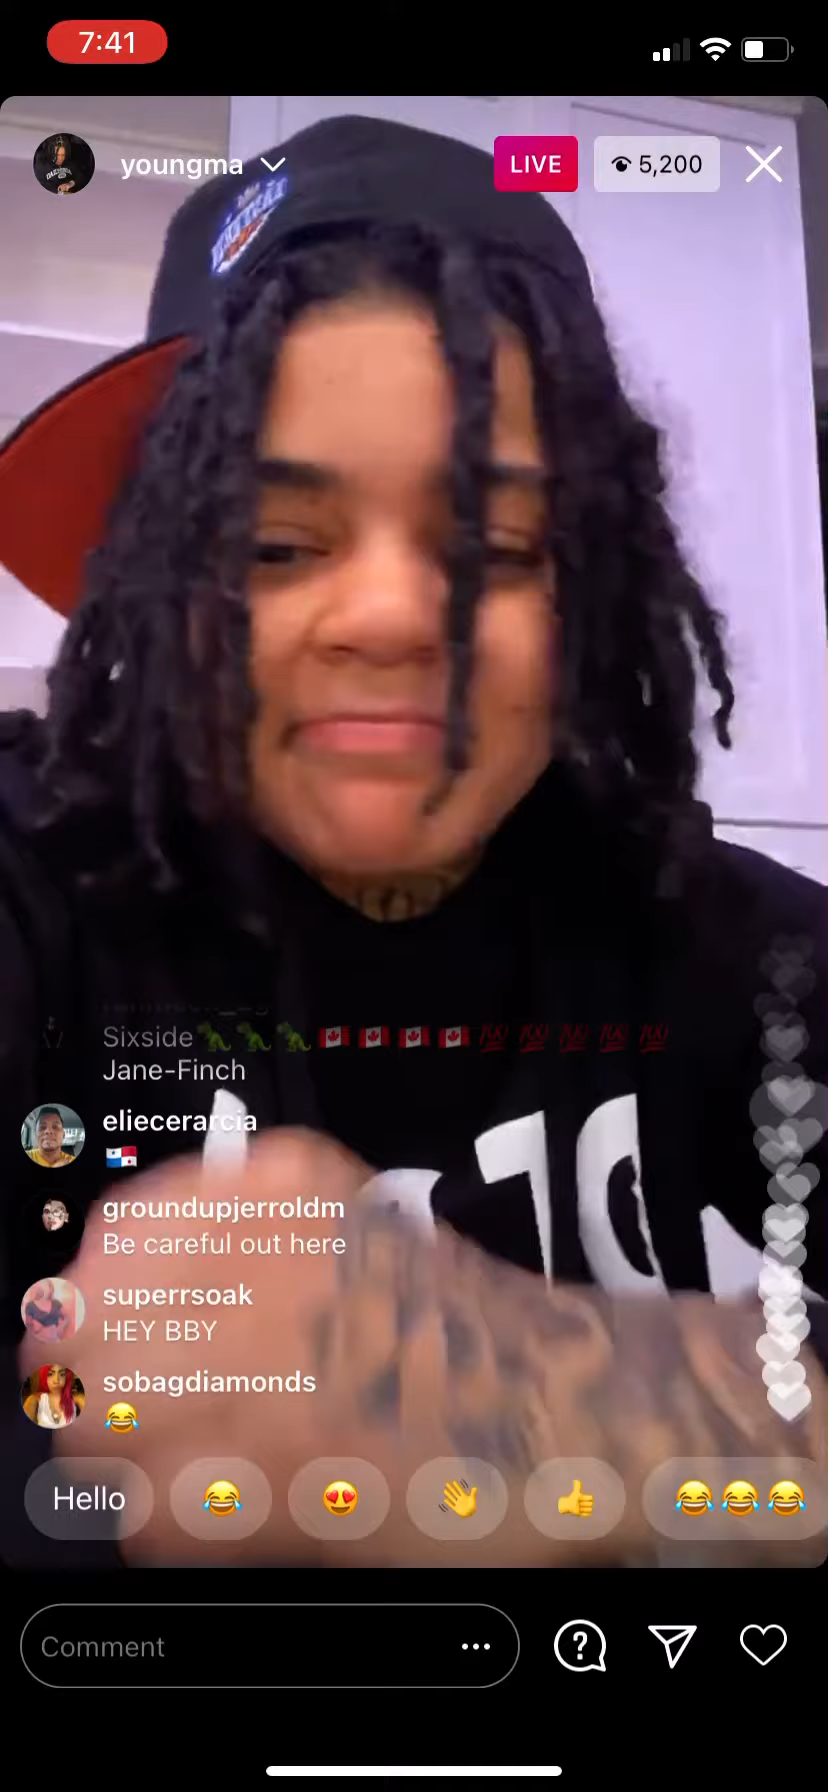 7:41
youngma
LIVE
5,200
Sixside🦖🦖🦖🇨🇦🇨🇦🇨🇦🇨🇦💯💯💯💯💯
Jane-Finch
eliecerarcia
🇵🇦
groundupjerroldm
Be careful out here
superrsoak
HEY BBY
sobagdiamonds
😂
Hello 😂 😍 👋 👍 😂😂😂
Comment